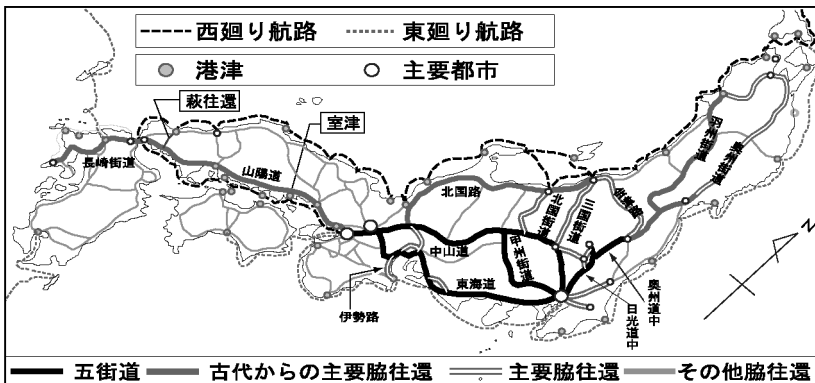 西廻り航路 東廻り航路
港津 主要都市
萩往還
室津
長崎街道
山陽道
北国路
北国街道
三国街道
会津路
羽州街道
奥州街道
中山道
甲州街道
東海道
伊勢路
日光道中
奥州道中
N
五街道 古代からの主要脇往還 主要脇往還 その他脇往還